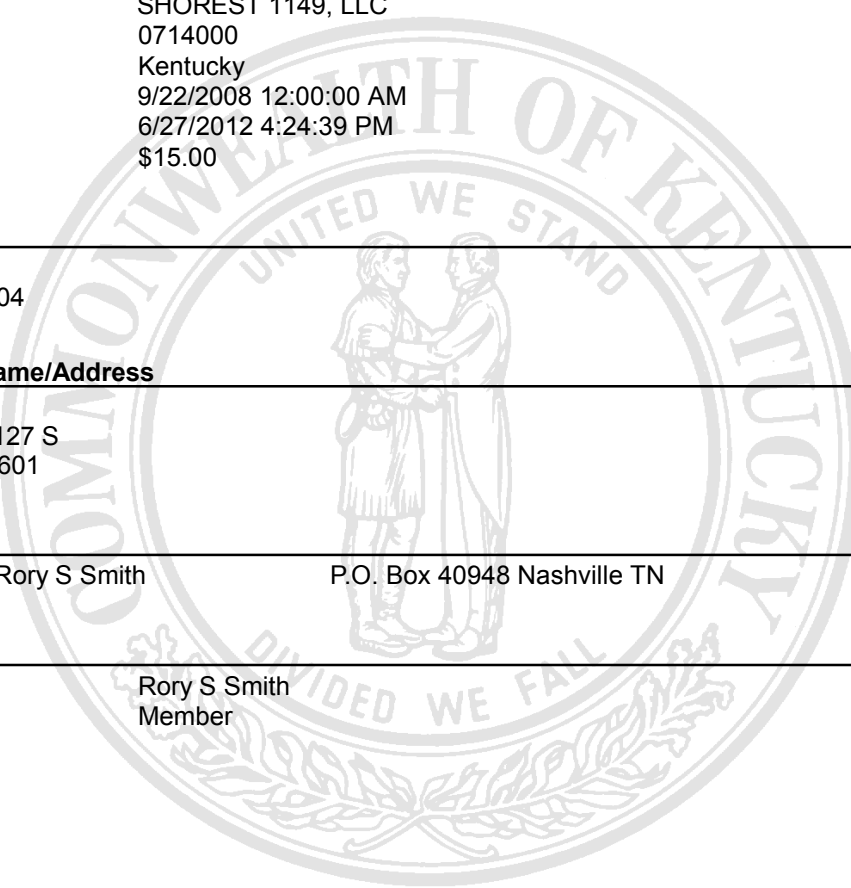 SHOREST 1149, LLC
0714000
Kentucky
9/22/2008 12:00:00 AM
6/27/2012 4:24:39 PM
$15.00
04
ame/Address
127 S
601
Rory S Smith P.O. Box 40948 Nashville TN
Rory S Smith
Member
COMMONWEALTH OF KENTUCKY
UNITED WE STAND
DIVIDED WE FALL